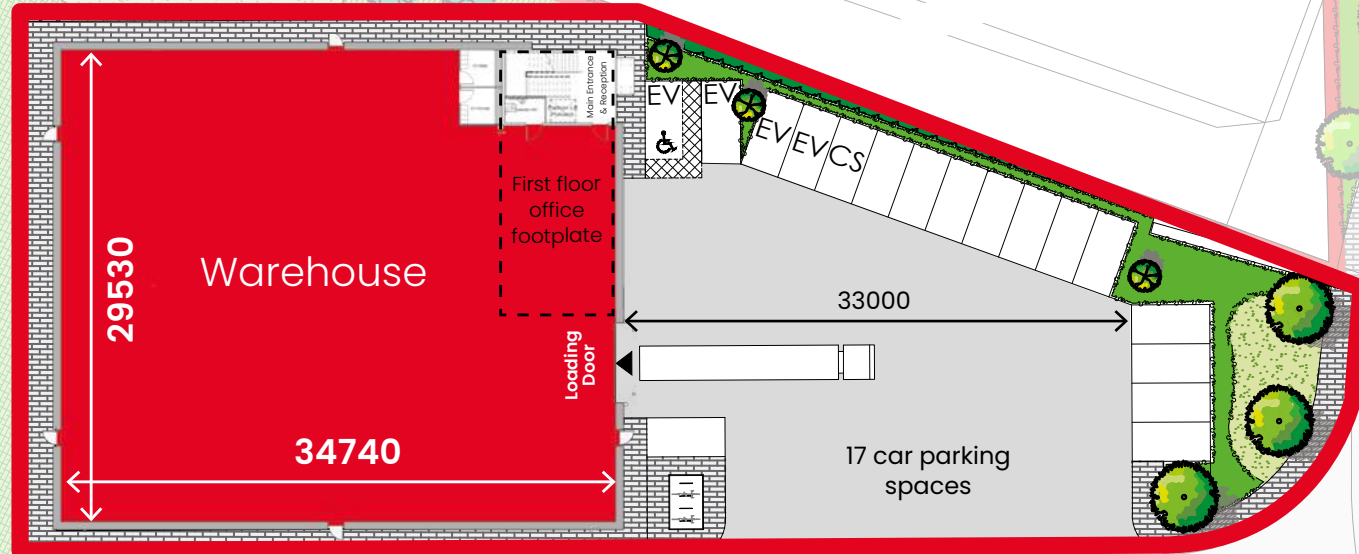 Main Entrance
& Reception
EV
EV
EV
EV
CS
First floor
office
footplate
Warehouse
29530
33000
Loading
Door
34740
17 car parking
spaces